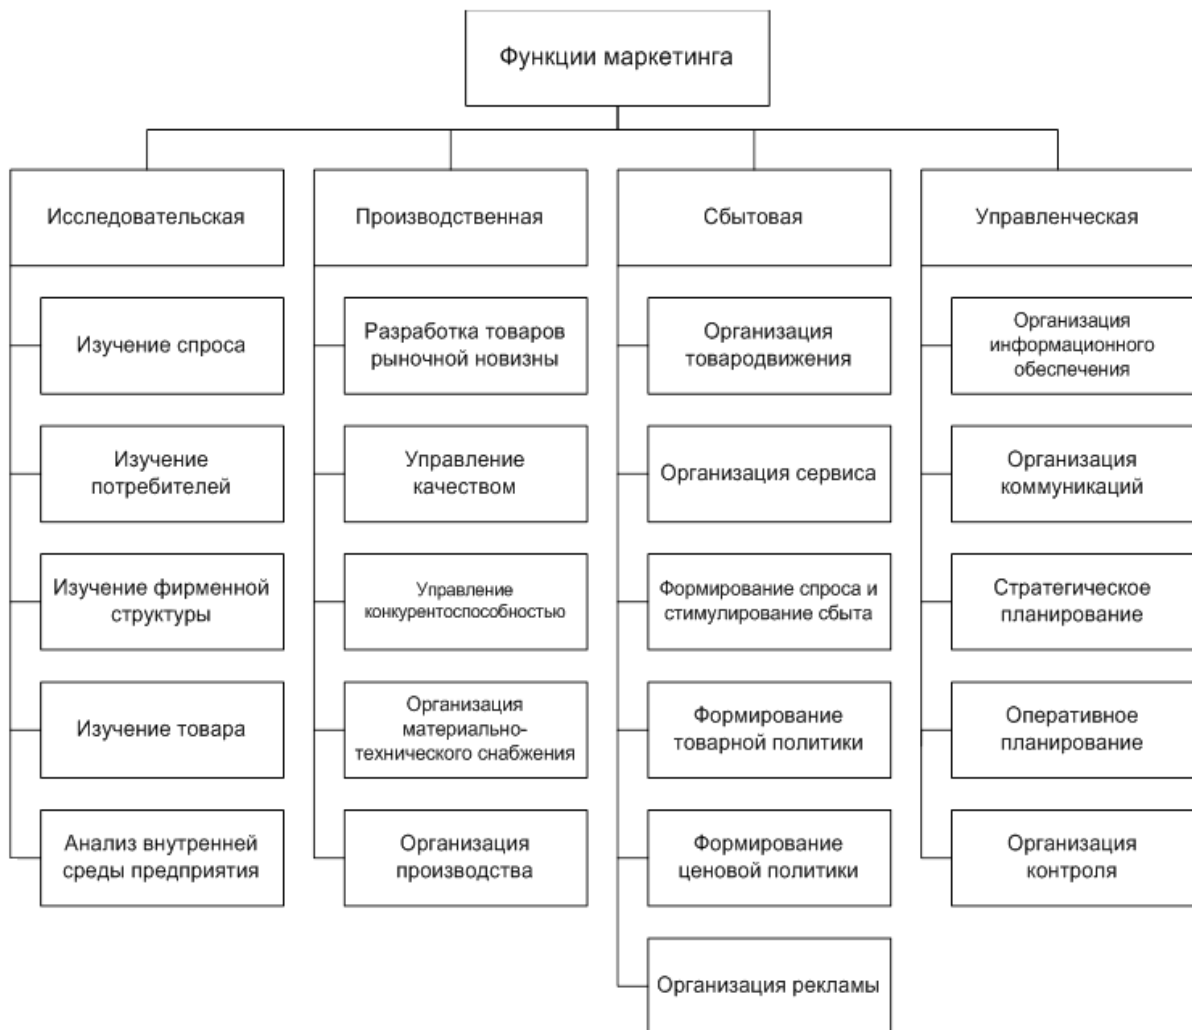 Функции маркетинга
Исследовательская
Производственная
Сбытовая
Управленческая
Изучение спроса
Разработка товаров
рыночной новизны
Организация
товародвижения
Организация
информационного
обеспечения
Изучение
потребителей
Управление
качеством
Организация сервиса
Организация
коммуникаций
Изучение фирменной
структуры
Управление
конкурентоспособностью
Формирование спроса и
стимулирование сбыта
Стратегическое
планирование
Изучение товара
Организация
материально-
технического снабжения
Формирование
товарной политики
Оперативное
планирование
Анализ внутренней
среды предприятия
Организация
производства
Формирование
ценовой политики
Организация
контроля
Организация рекламы